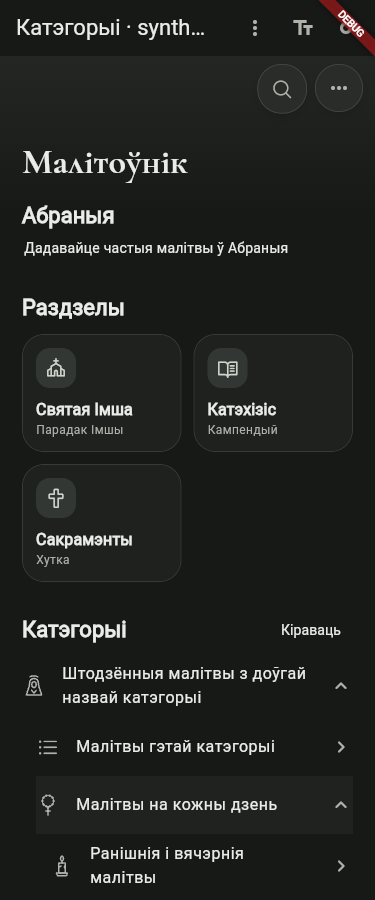 Катэгорыі · synth...
DEBUG
Малітоўнік
Абраныя
Дадавайце частыя малітвы ў Абраныя
Раздзелы
Святая Імша
Парадак Імшы
Катэхізіс
Кампендый
Сакрамэнты
Хутка
Катэгорыі
Кіраваць
Штодзённыя малітвы з доўгай
назвай катэгорыі
Малітвы гэтай катэгорыі
Малітвы на кожны дзень
Ранішнія і вячэрнія
малітвы